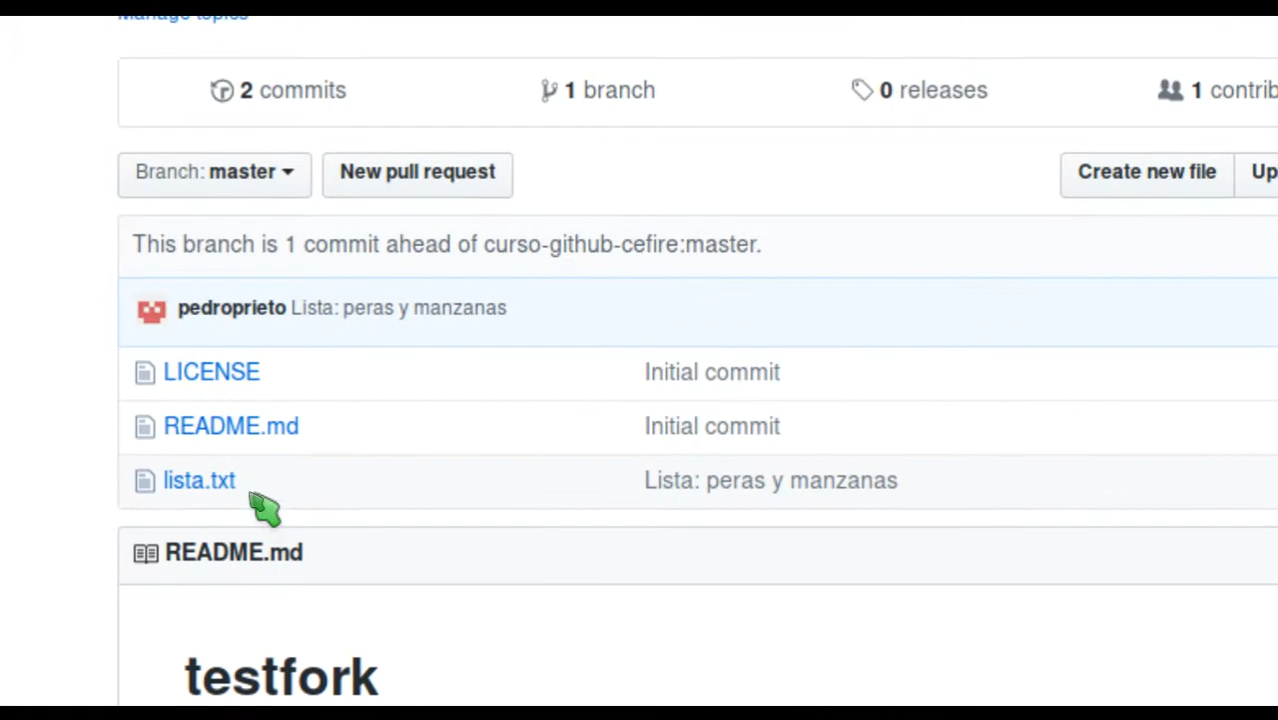 Manage topics
2 commits
1 branch
0 releases
1 contrib
Branch: master
New pull request
Create new file
Up
This branch is 1 commit ahead of curso-github-cefire:master.
pedroprieto Lista: peras y manzanas
LICENSE
Initial commit
README.md
Initial commit
lista.txt
Lista: peras y manzanas
README.md
testfork